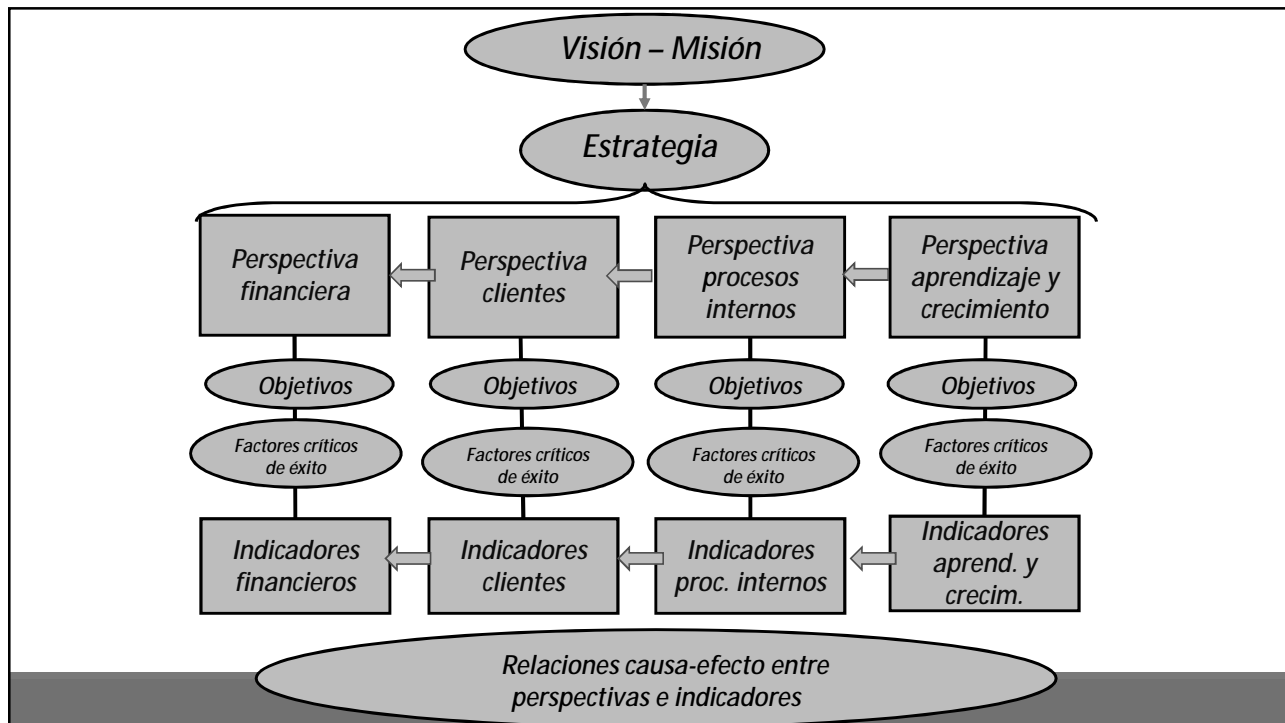 Visión – Misión
Estrategia
Perspectiva
financiera
Perspectiva
clientes
Perspectiva
procesos
internos
Perspectiva
aprendizaje y
crecimiento
Objetivos
Objetivos
Objetivos
Objetivos
Factores críticos
de éxito
Factores críticos
de éxito
Factores críticos
de éxito
Factores críticos
de éxito
Indicadores
financieros
Indicadores
clientes
Indicadores
proc. internos
Indicadores
aprend. y
crecim.
Relaciones causa-efecto entre
perspectivas e indicadores